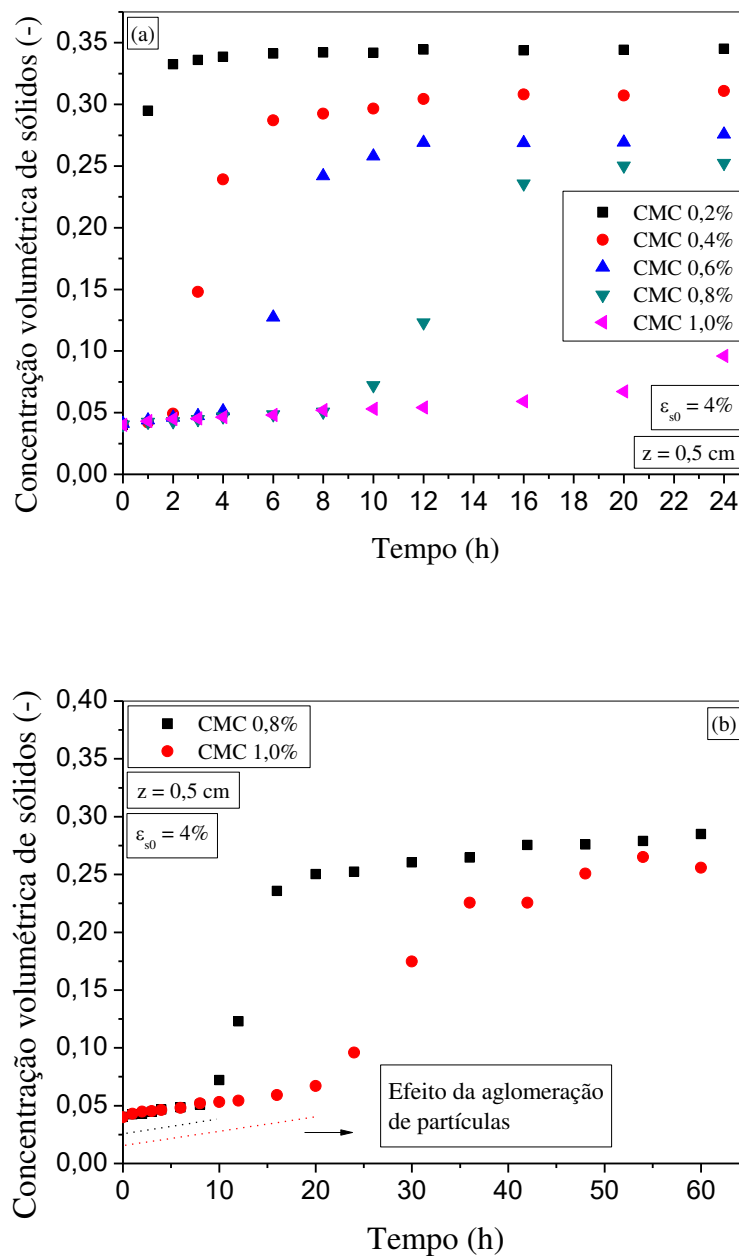 (a)
Concentração volumétrica de sólidos (-)
0,35
0,30
0,25
0,20
0,15
0,10
0,05
0,00
CMC 0,2%
CMC 0,4%
CMC 0,6%
CMC 0,8%
CMC 1,0%
εs0 = 4%
z = 0,5 cm
0 2 4 6 8 10 12 14 16 18 20 22 24
Tempo (h)
(b)
Concentração volumétrica de sólidos (-)
0,40
0,35
0,30
0,25
0,20
0,15
0,10
0,05
0,00
CMC 0,8%
CMC 1,0%
z = 0,5 cm
εs0 = 4%
Efeito da aglomeração
de partículas
0 10 20 30 40 50 60
Tempo (h)